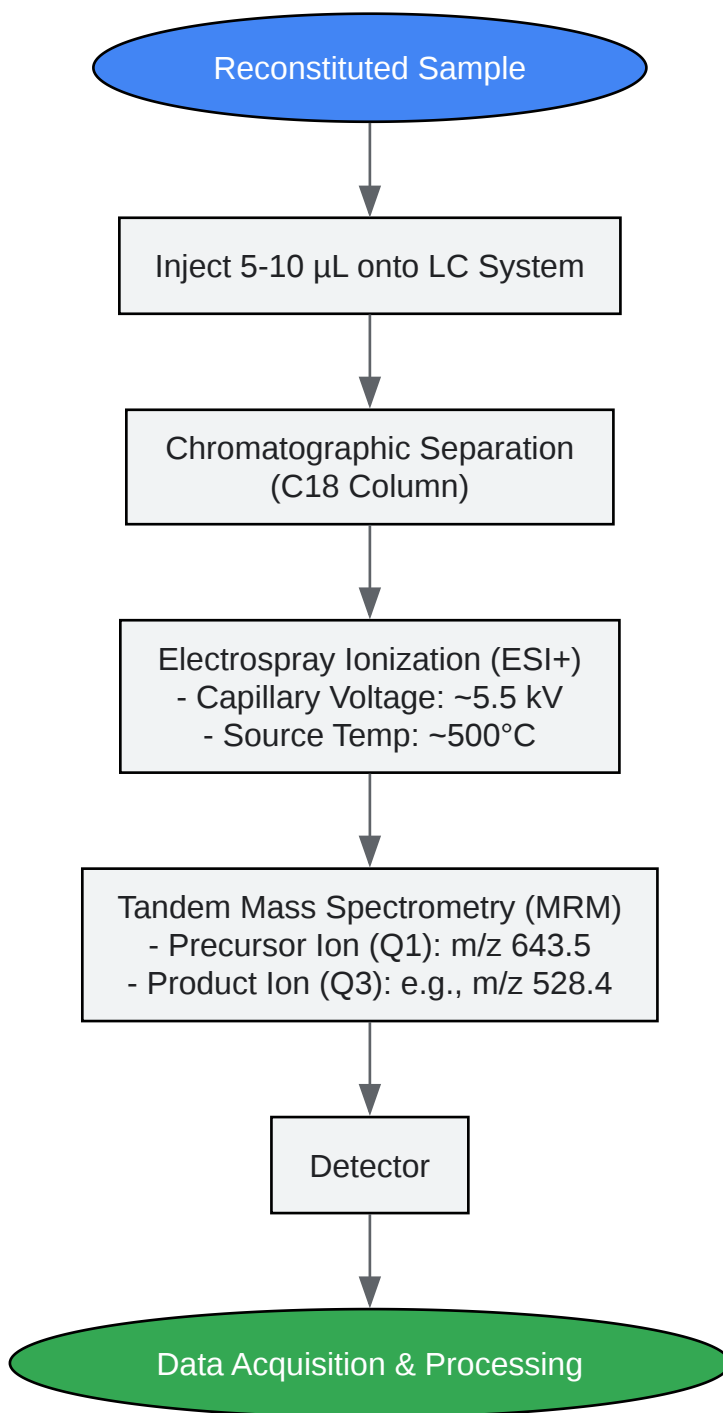 Reconstituted Sample
Inject 5-10 µL onto LC System
Chromatographic Separation
(C18 Column)
Electrospray Ionization (ESI+)
- Capillary Voltage: ~5.5 kV
- Source Temp: ~500°C
Tandem Mass Spectrometry (MRM)
- Precursor Ion (Q1): m/z 643.5
- Product Ion (Q3): e.g., m/z 528.4
Detector
Data Acquisition & Processing